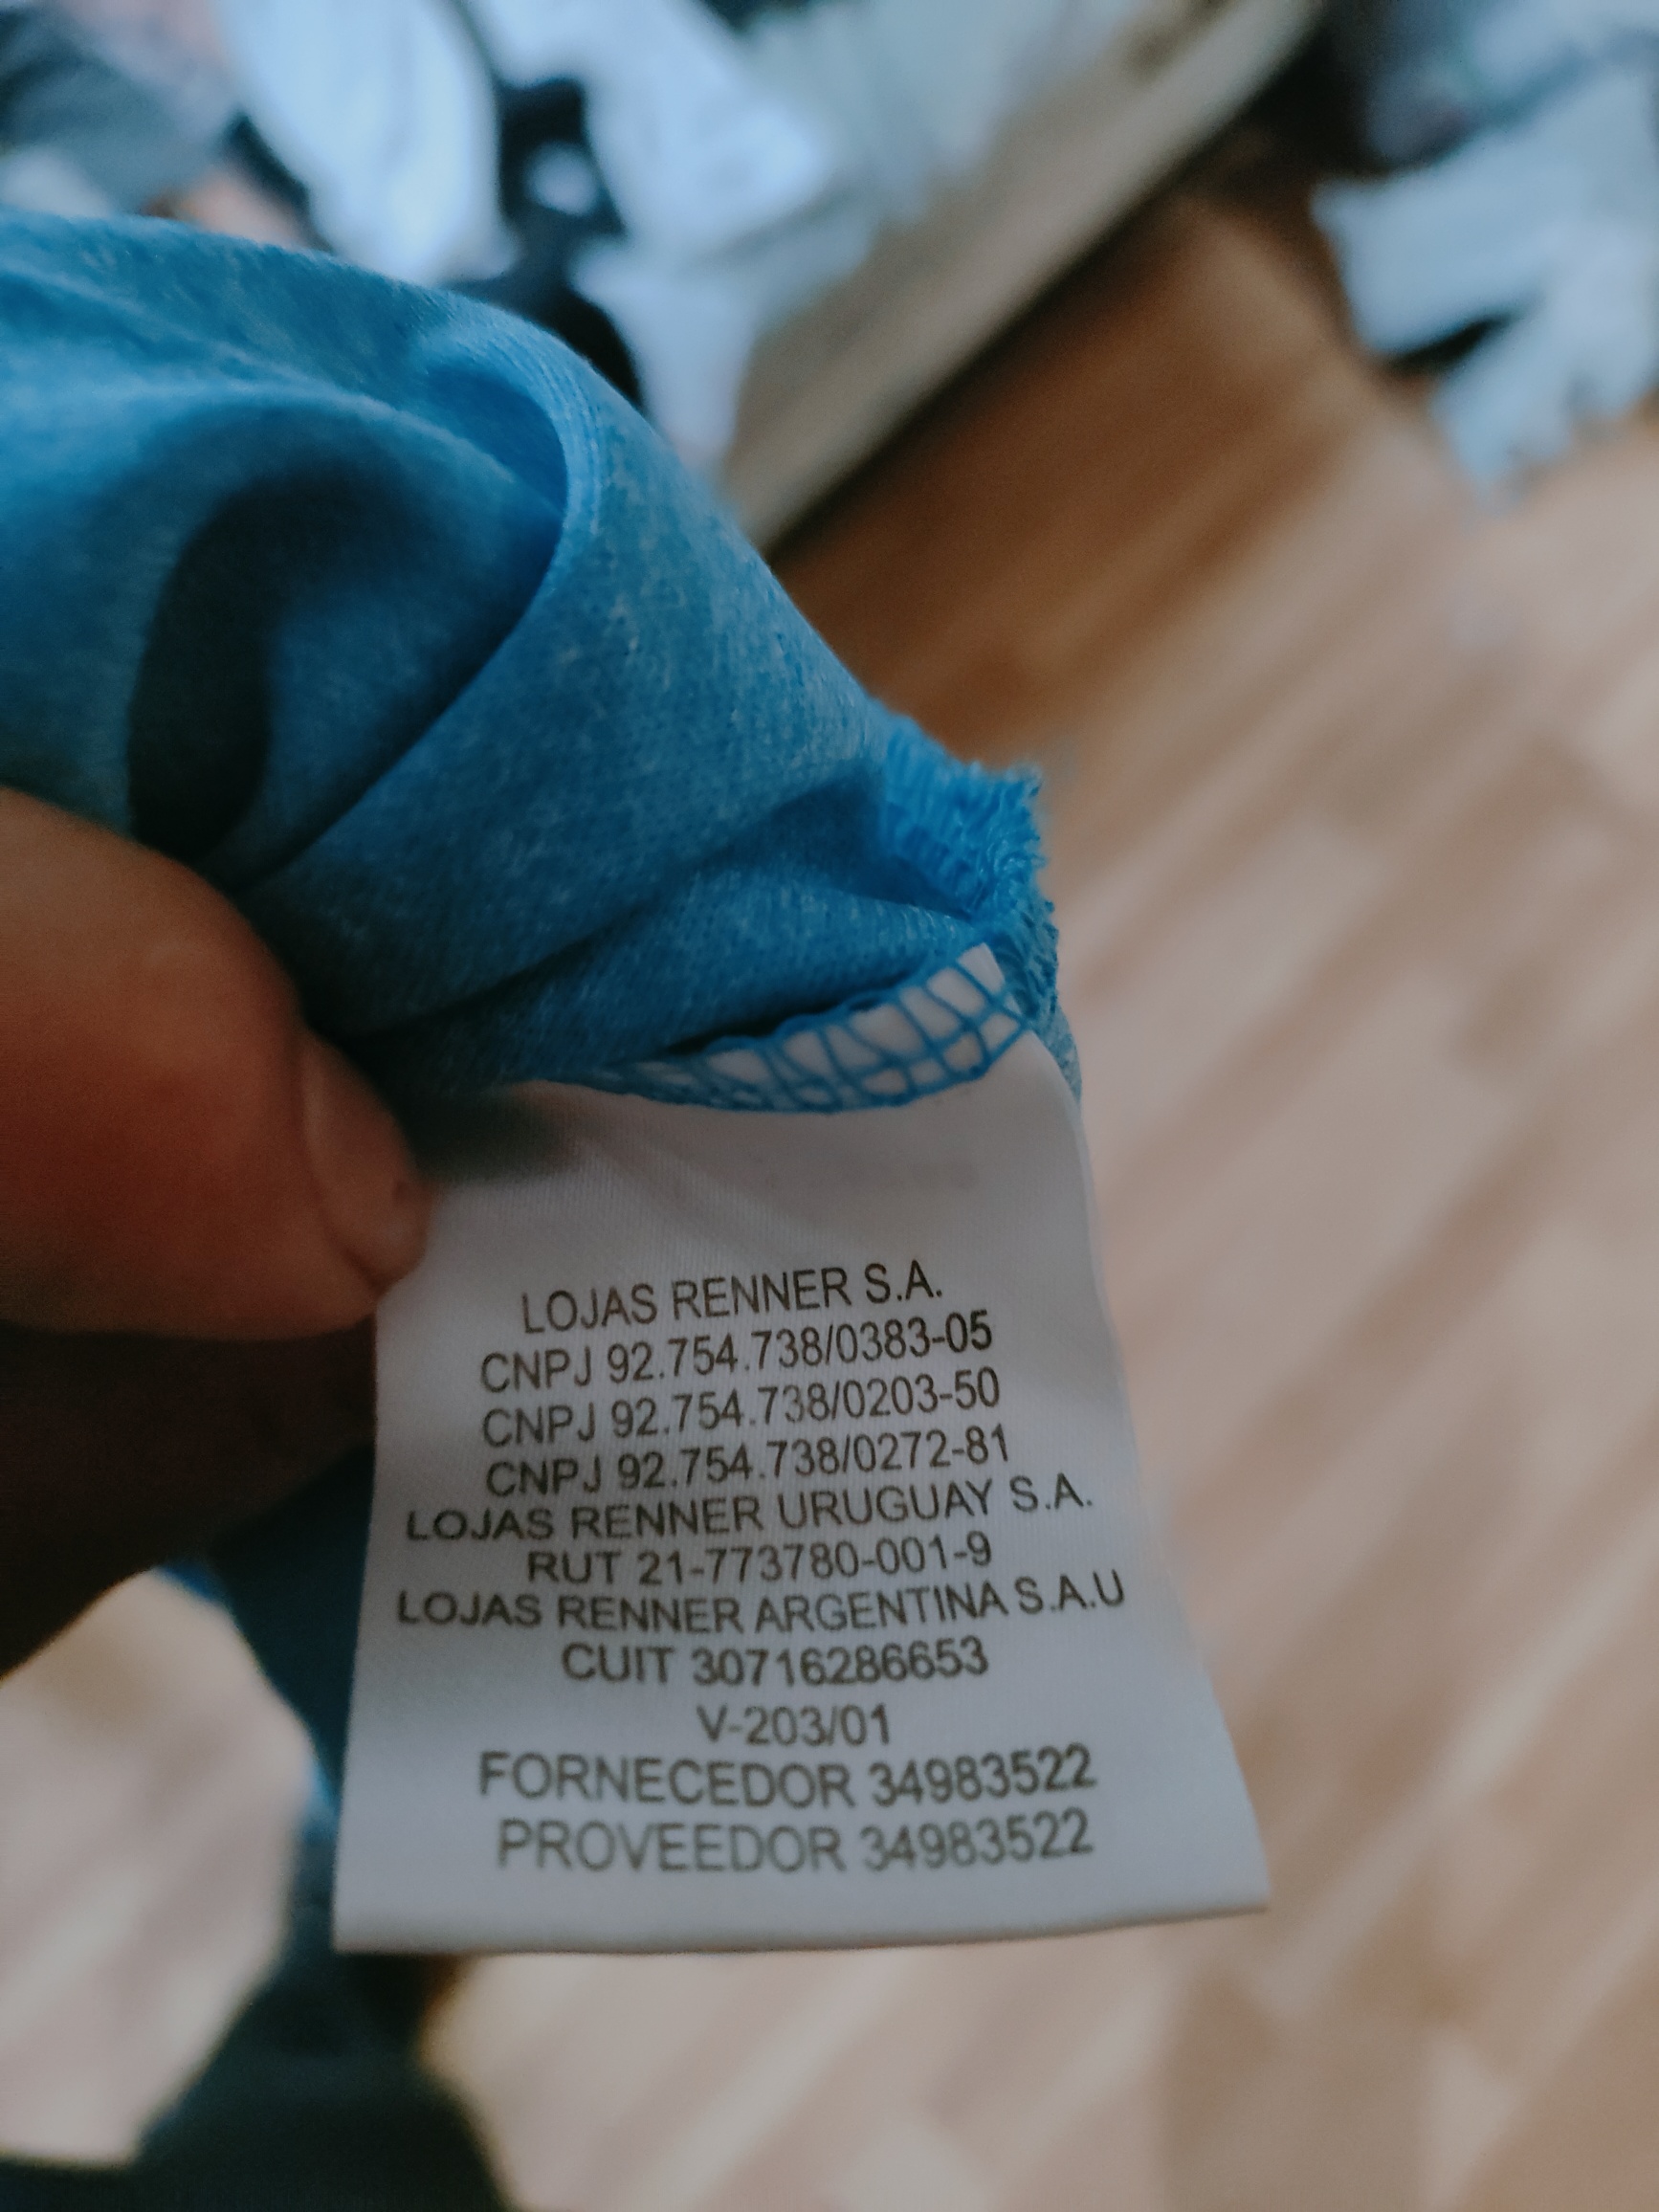 LOJAS RENNER S.A.
CNPJ 92.754.738/0383-05
CNPJ 92.754.738/0203-50
CNPJ 92.754.738/0272-81
LOJAS RENNER URUGUAY S.A.
RUT 21-773780-001-9
LOJAS RENNER ARGENTINA S.A.U
CUIT 30716286653
V-203/01
FORNECEDOR 34983522
PROVEEDOR 34983522